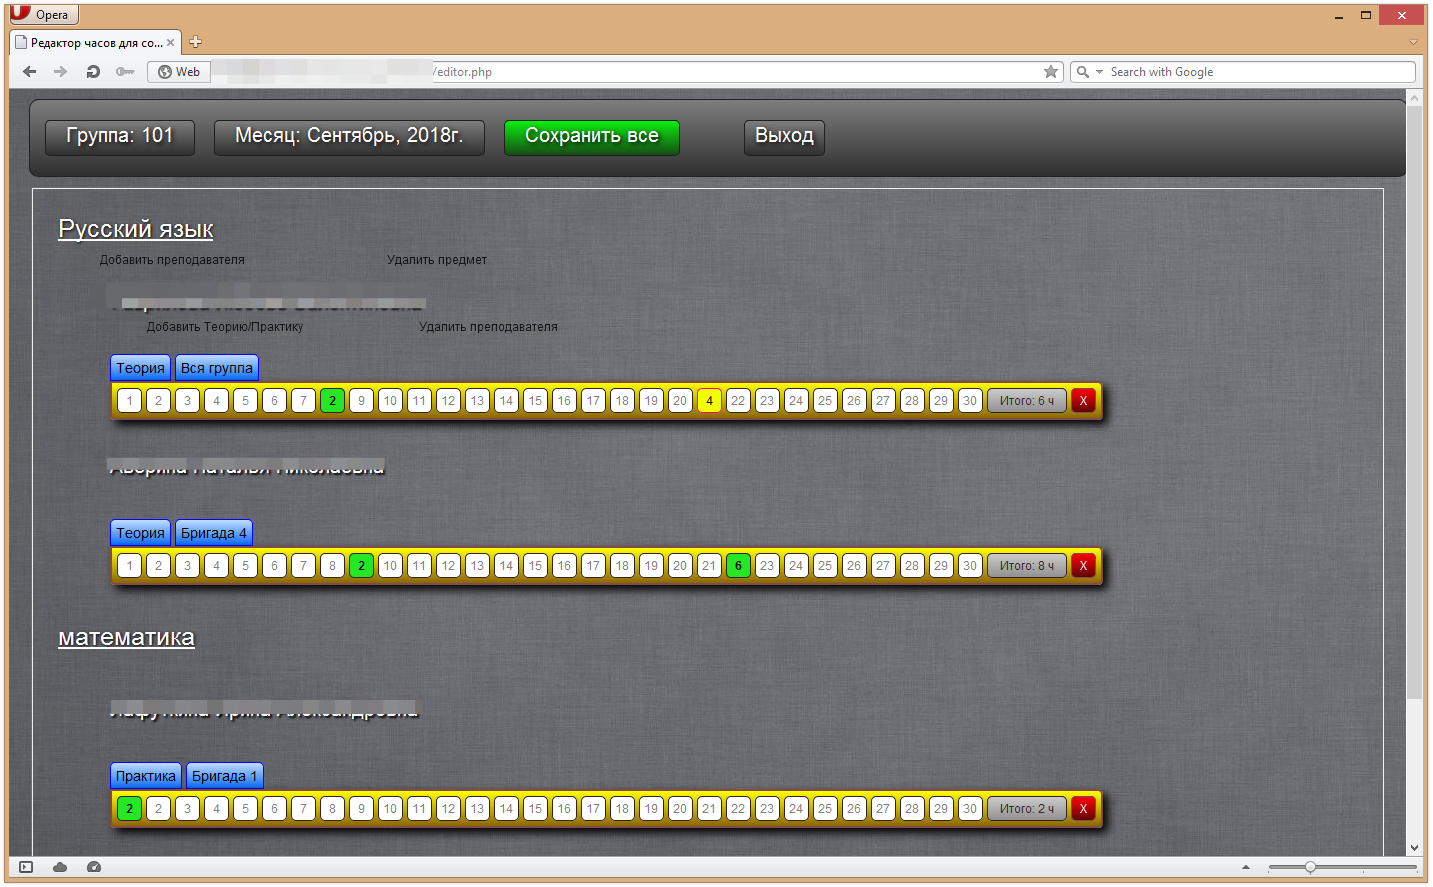 Opera
Редактор часов для со...
Web
/editor.php
Search with Google
Группа: 101
Месяц: Сентябрь, 2018г.
Сохранить все
Выход
Русский язык
Добавить преподавателя
Удалить предмет
Добавить Теорию/Практику
Удалить преподавателя
Теория
Вся группа
1 2 3 4 5 6 7 2 9 10 11 12 13 14 15 16 17 18 19 20 4 22 23 24 25 26 27 28 29 30 Итого: 6 ч X
Теория
Бригада 4
1 2 3 4 5 6 7 8 2 10 11 12 13 14 15 16 17 18 19 20 21 6 23 24 25 26 27 28 29 30 Итого: 8 ч X
математика
Практика
Бригада 1
2 2 3 4 5 6 7 8 9 10 11 12 13 14 15 16 17 18 19 20 21 22 23 24 25 26 27 28 29 30 Итого: 2 ч X